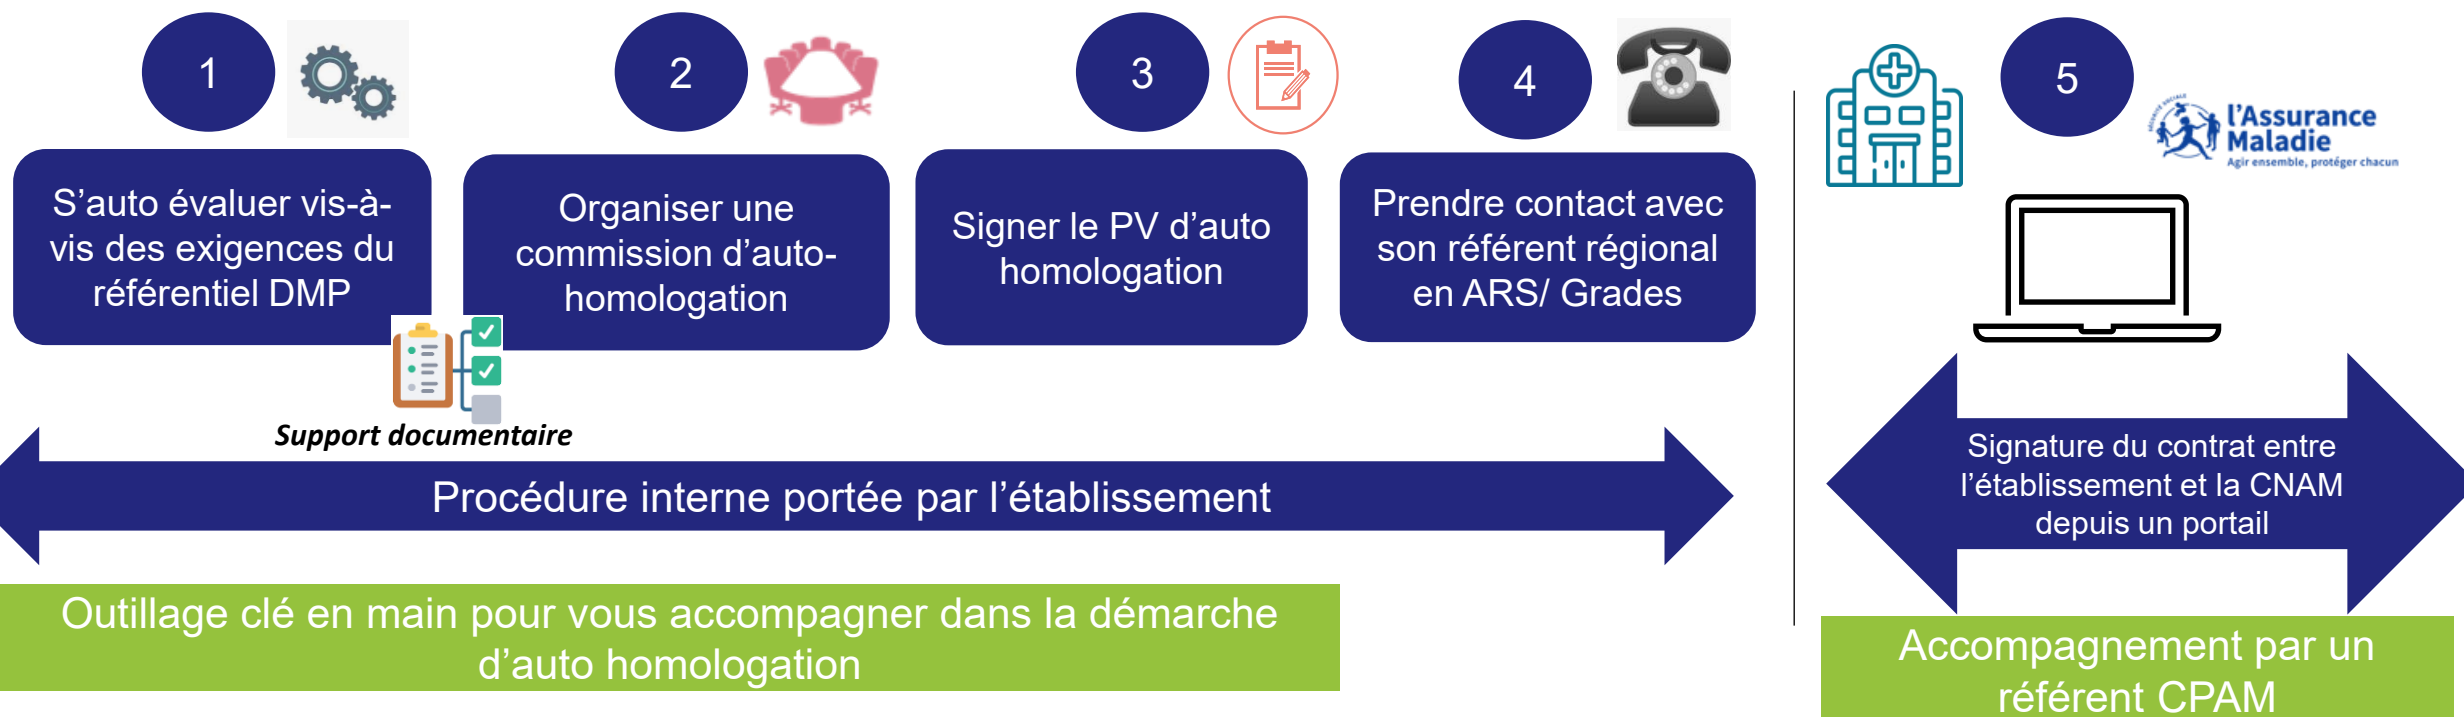 1
S'auto évaluer vis-à-
vis des exigences du
référentiel DMP
2
Organiser une
commission d'auto-
homologation
3
Signer le PV d'auto
homologation
4
Prendre contact avec
son référent régional
en ARS/ Grades
5
SÉCURITÉ SOCIALE
l'Assurance
Maladie
Agir ensemble, protéger chacun
Support documentaire
Procédure interne portée par l'établissement
Signature du contrat entre
l'établissement et la CNAM
depuis un portail
Outillage clé en main pour vous accompagner dans la démarche
d'auto homologation
Accompagnement par un
référent CPAM